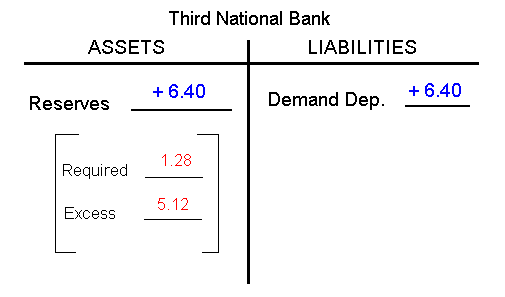 Third National Bank
ASSETS LIABILITIES
Reserves + 6.40 Demand Dep. + 6.40
Required 1.28
Excess 5.12